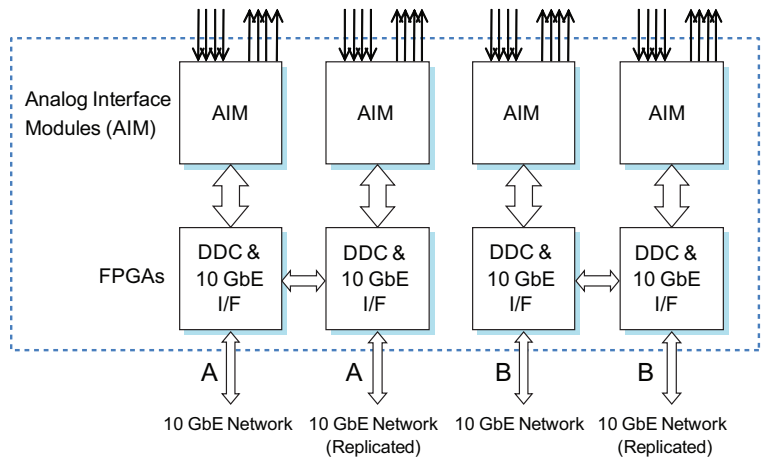 Analog Interface
Modules (AIM)
AIM
AIM
AIM
AIM
FPGAs
DDC &
10 GbE
I/F
DDC &
10 GbE
I/F
DDC &
10 GbE
I/F
DDC &
10 GbE
I/F
A
A
B
B
10 GbE Network
10 GbE Network
(Replicated)
10 GbE Network
10 GbE Network
(Replicated)